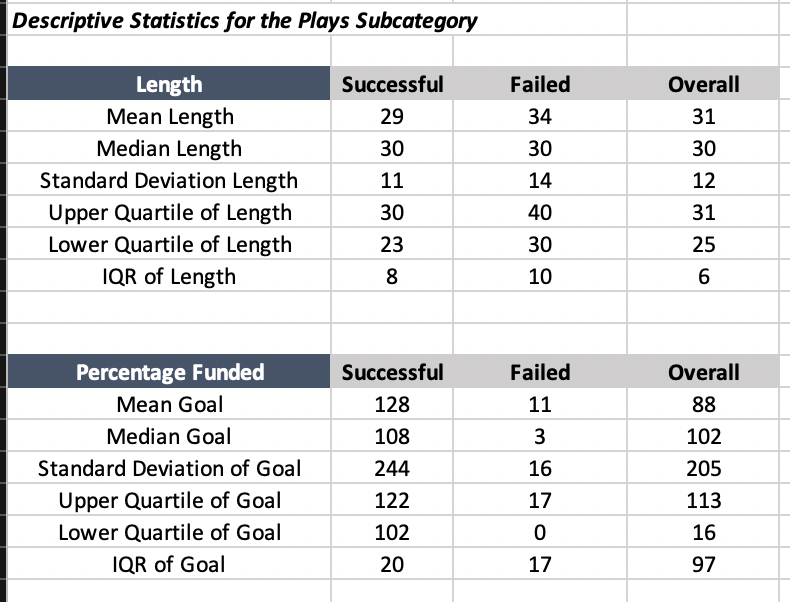 Descriptive Statistics for the Plays Subcategory
Length Successful Failed Overall
Mean Length 29 34 31
Median Length 30 30 30
Standard Deviation Length 11 14 12
Upper Quartile of Length 30 40 31
Lower Quartile of Length 23 30 25
IQR of Length 8 10 6
Percentage Funded Successful Failed Overall
Mean Goal 128 11 88
Median Goal 108 3 102
Standard Deviation of Goal 244 16 205
Upper Quartile of Goal 122 17 113
Lower Quartile of Goal 102 0 16
IQR of Goal 20 17 97